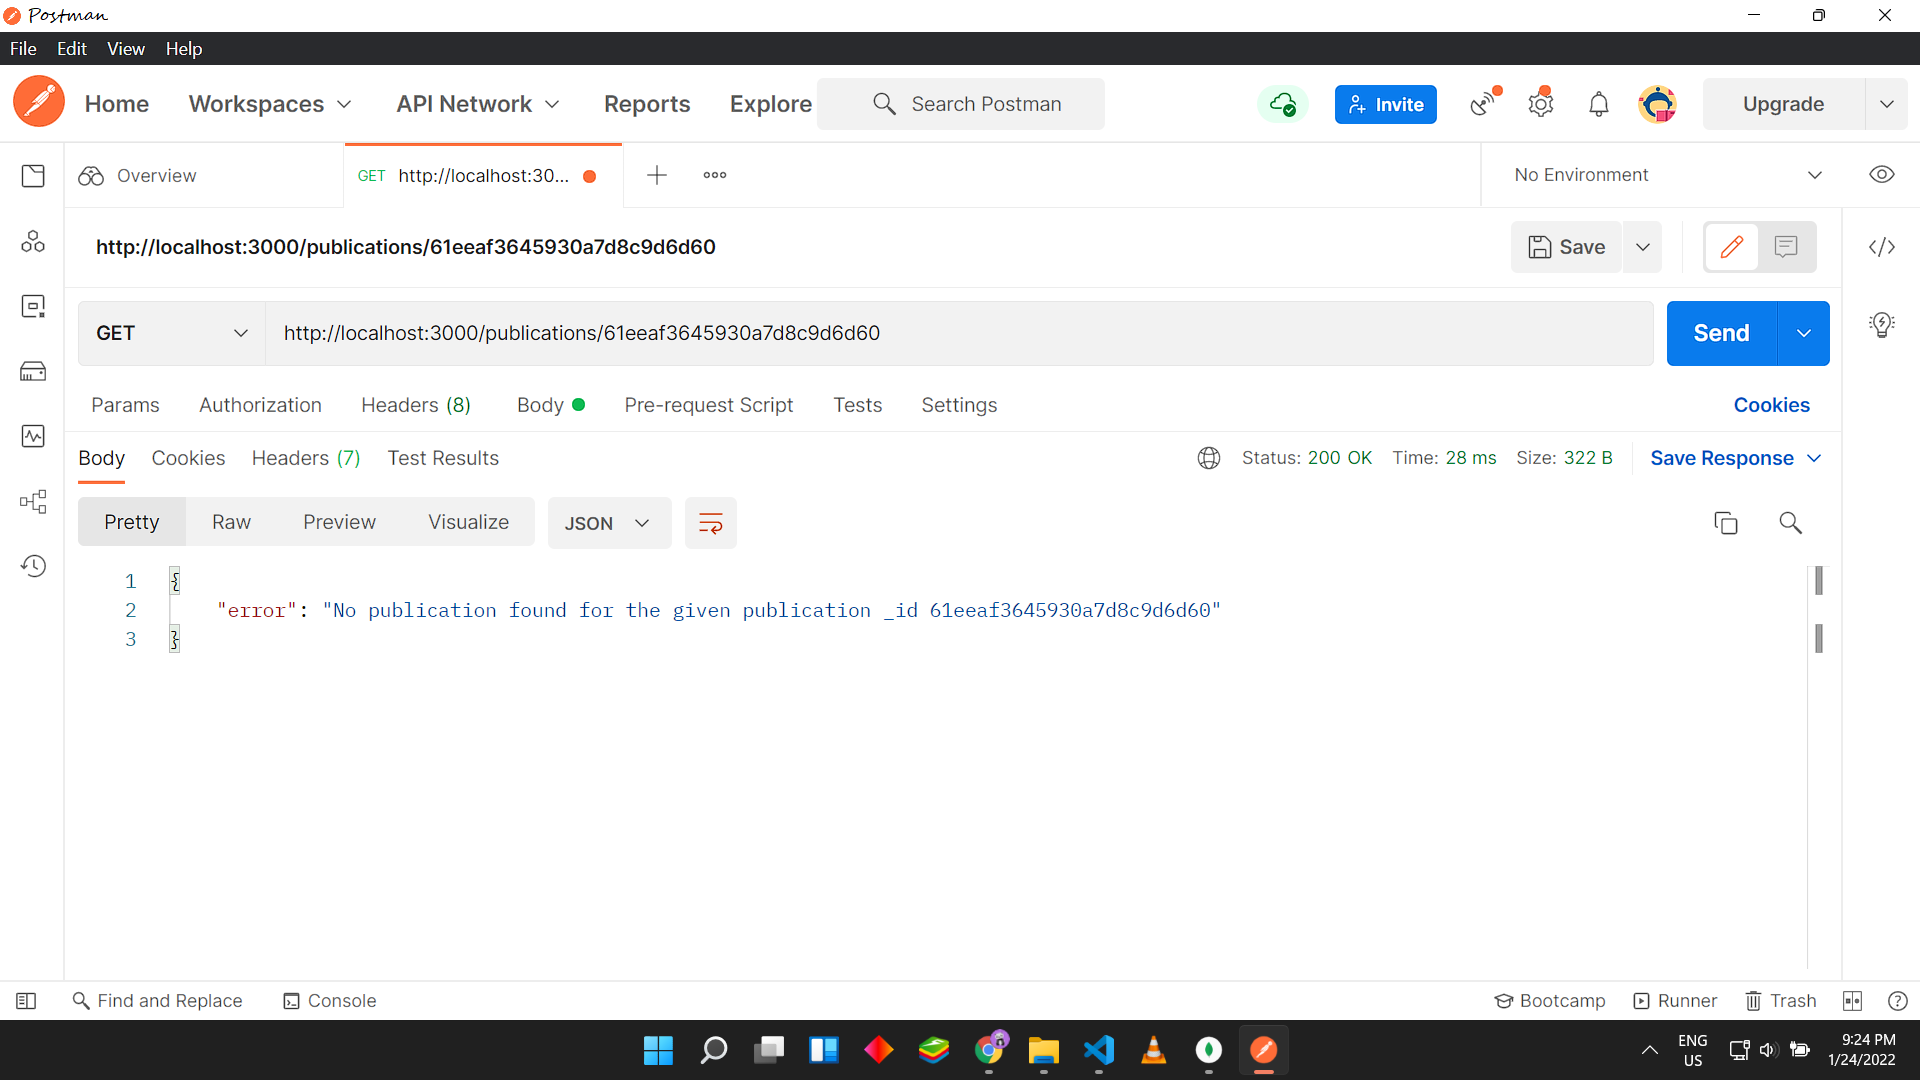 Postman
File Edit View Help
Home Workspaces API Network Reports Explore Search Postman Invite Upgrade
Overview GET http://localhost:30... No Environment
http://localhost:3000/publications/61eeaf3645930a7d8c9d6d60 Save
GET http://localhost:3000/publications/61eeaf3645930a7d8c9d6d60 Send
Params Authorization Headers (8) Body Pre-request Script Tests Settings Cookies
Body Cookies Headers (7) Test Results Status: 200 OK Time: 28 ms Size: 322 B Save Response
Pretty Raw Preview Visualize JSON
1 {
2 "error": "No publication found for the given publication _id 61eeaf3645930a7d8c9d6d60"
3 }
Find and Replace Console Bootcamp Runner Trash
ENG 9:24 PM
US 1/24/2022